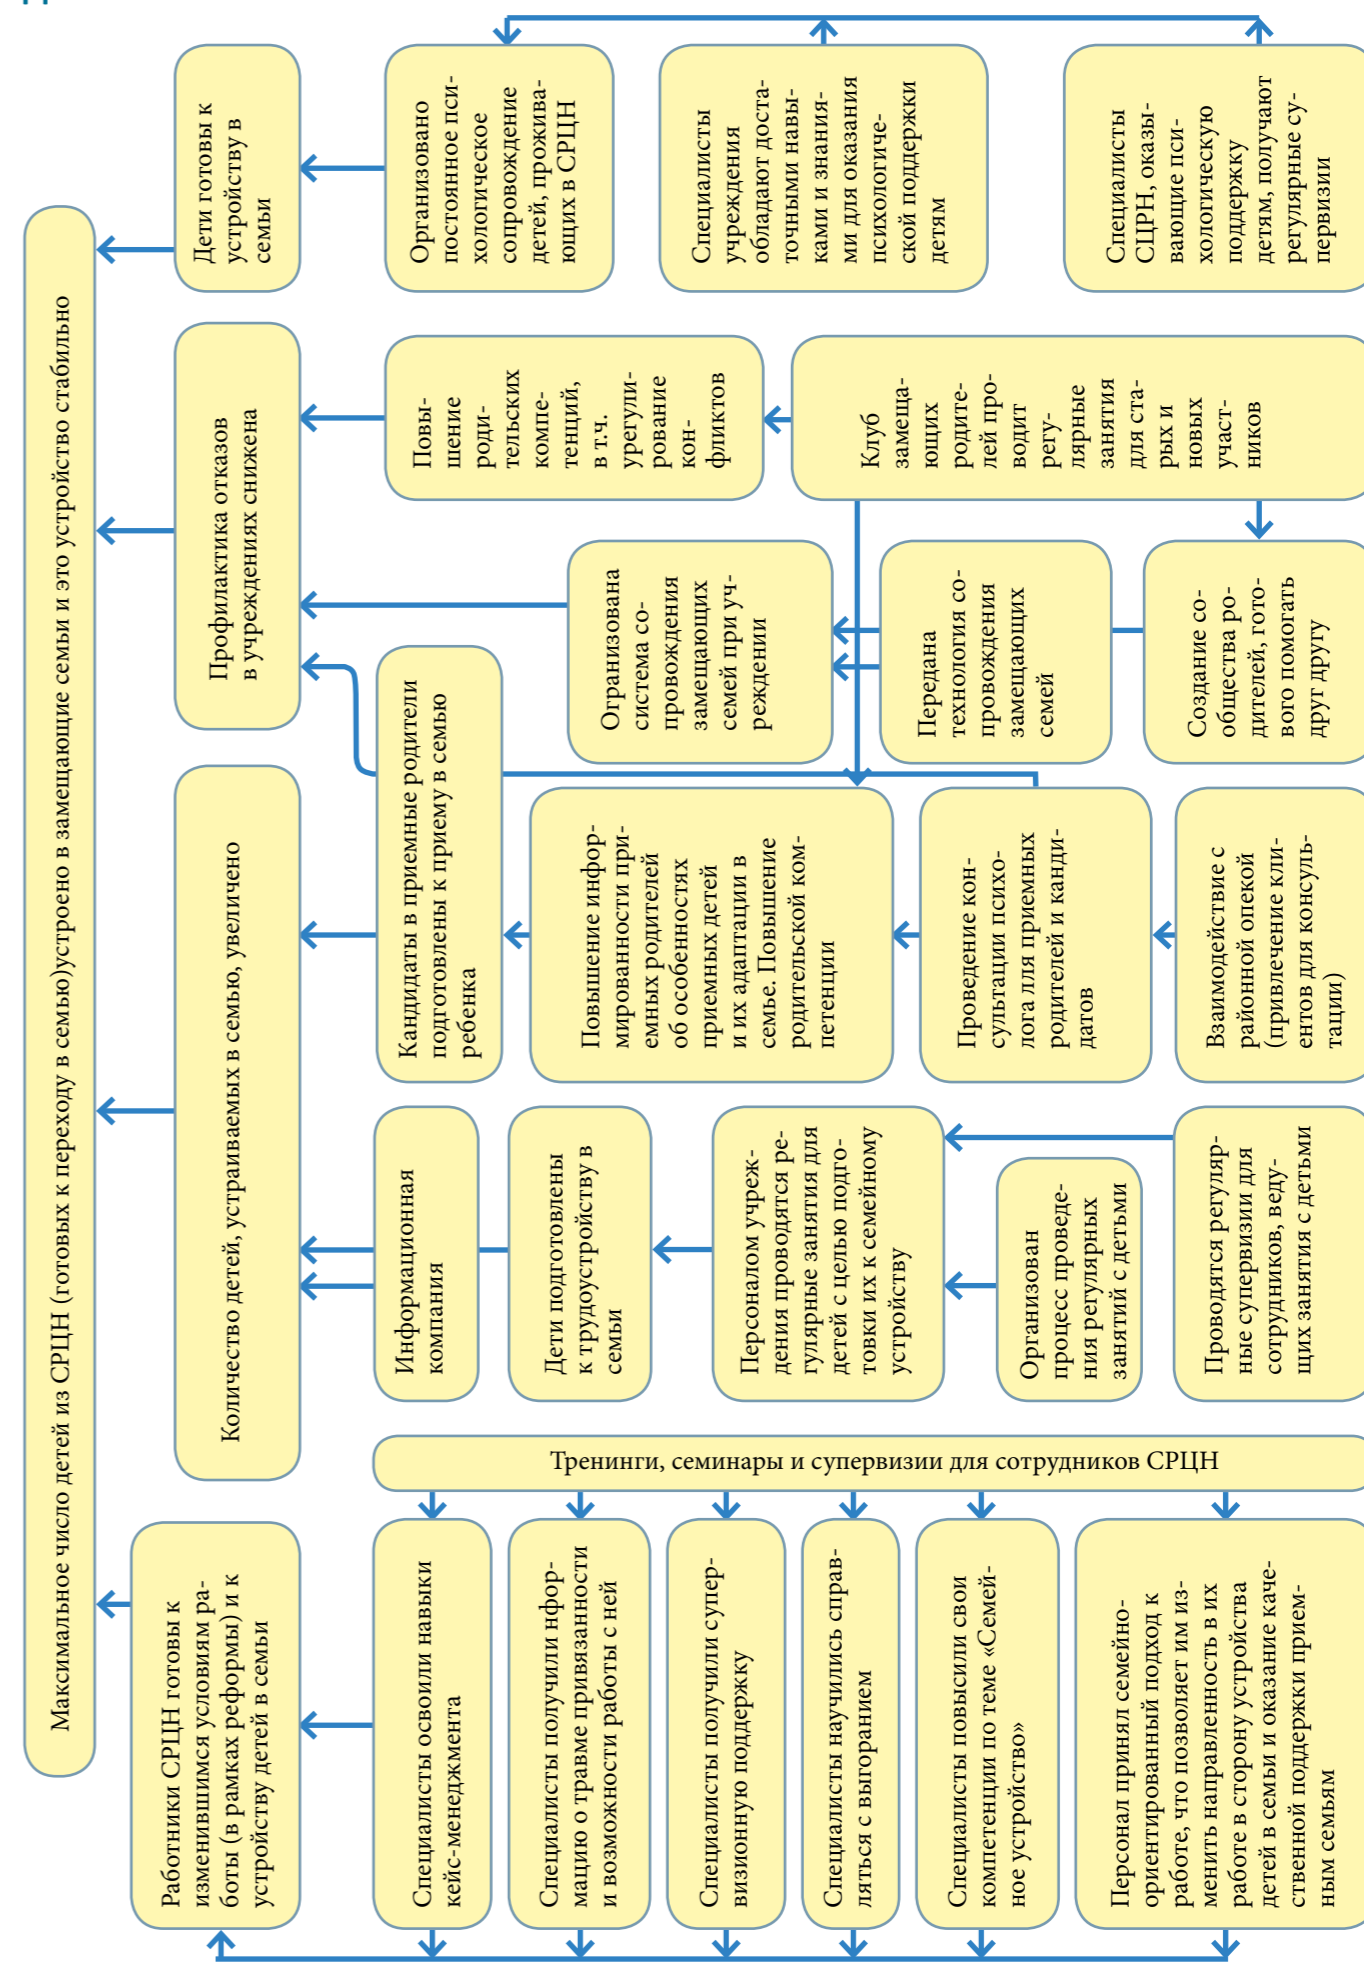 Максимальное число детей из СРЦН (готовых к переходу в семью)устроено в замещающие семьи и это устройство стабильно
Работники СРЦН готовы к
изменившимся условиям ра-
боты (в рамках реформы) и к
устройству детей в семьи
Количество детей, устраиваемых в семью, увеличено
Профилактика отказов
в учреждениях снижена
Дети готовы к
устройству в
семьи
Специалисты освоили навыки
кейс-менеджмента
Специалисты получили нфор-
мацию о травме привязанности
и возможности работы с ней
Специалисты получили супер-
визионную поддержку
Специалисты научились справ-
ляться с выгоранием
Специалисты повысили свои
компетенции по теме «Семей-
ное устройство»
Персонал принял семейно-
ориентированный подход к
работе, что позволяет им из-
менить направленность в их
работе в сторону устройства
детей в семьи и оказание каче-
ственной поддержки прием-
ным семьям
Тренинги, семинары и супервизии для сотрудников СРЦН
Информационная
компания
Дети подготовлены
к трудоустройству в
семьи
Персоналом учреж-
дения проводятся ре-
гулярные занятия для
детей с целью подго-
товки их к семейному
устройству
Организован
процесс проведе-
ния регулярных
занятий с детьми
Проводятся регуляр-
ные супервизии для
сотрудников, веду-
щих занятия с детьми
Кандидаты в приемные родители
подготовлены к приему в семью
ребенка
Повышение инфор-
мированности при-
емных родителей
об особенностях
приемных детей
и их адаптации в
семье. Повышение
родительской ком-
петенции
Проведение кон-
сультации психо-
лога лля приемных
родителей и канди-
датов
Взаимодействие с
районной опекой
(привлечение кли-
ентов для консуль-
тации)
Огранизована
система со-
провождения
замещающих
семей при уч-
реждении
Передана
технология со-
провождения
замещающих
семей
Создание со-
общества ро-
дителей, гото-
вого помогать
друг другу
Повы-
шение
роди-
тельских
компе-
тенций,
в т.ч.
урегули-
рование
кон-
фликтов
Клуб
замеща-
ющих
родите-
лей про-
водит
регу-
лярные
занятия
для ста-
рых и
новых
участ-
ников
Организовано
постоянное пси-
хологическое
сопровождение
детей, прожива-
ющих в СРЦН
Специалисты
учреждения
обладают доста-
точными навы-
ками и знания-
ми для оказания
психологиче-
ской поддержки
детям
Специалисты
СЦРН, оказы-
вающие пси-
хологическую
поддержку
детям, получают
регулярные су-
первизии